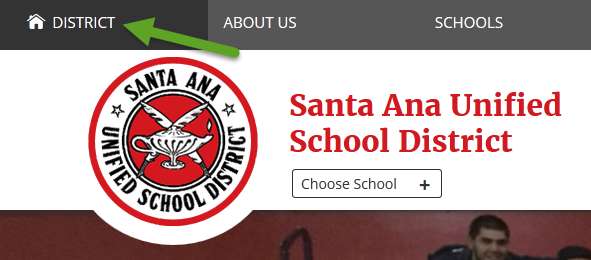 DISTRICT ABOUT US SCHOOLS
SANTA ANA
UNIFIED SCHOOL DISTRICT
Santa Ana Unified
School District
Choose School +